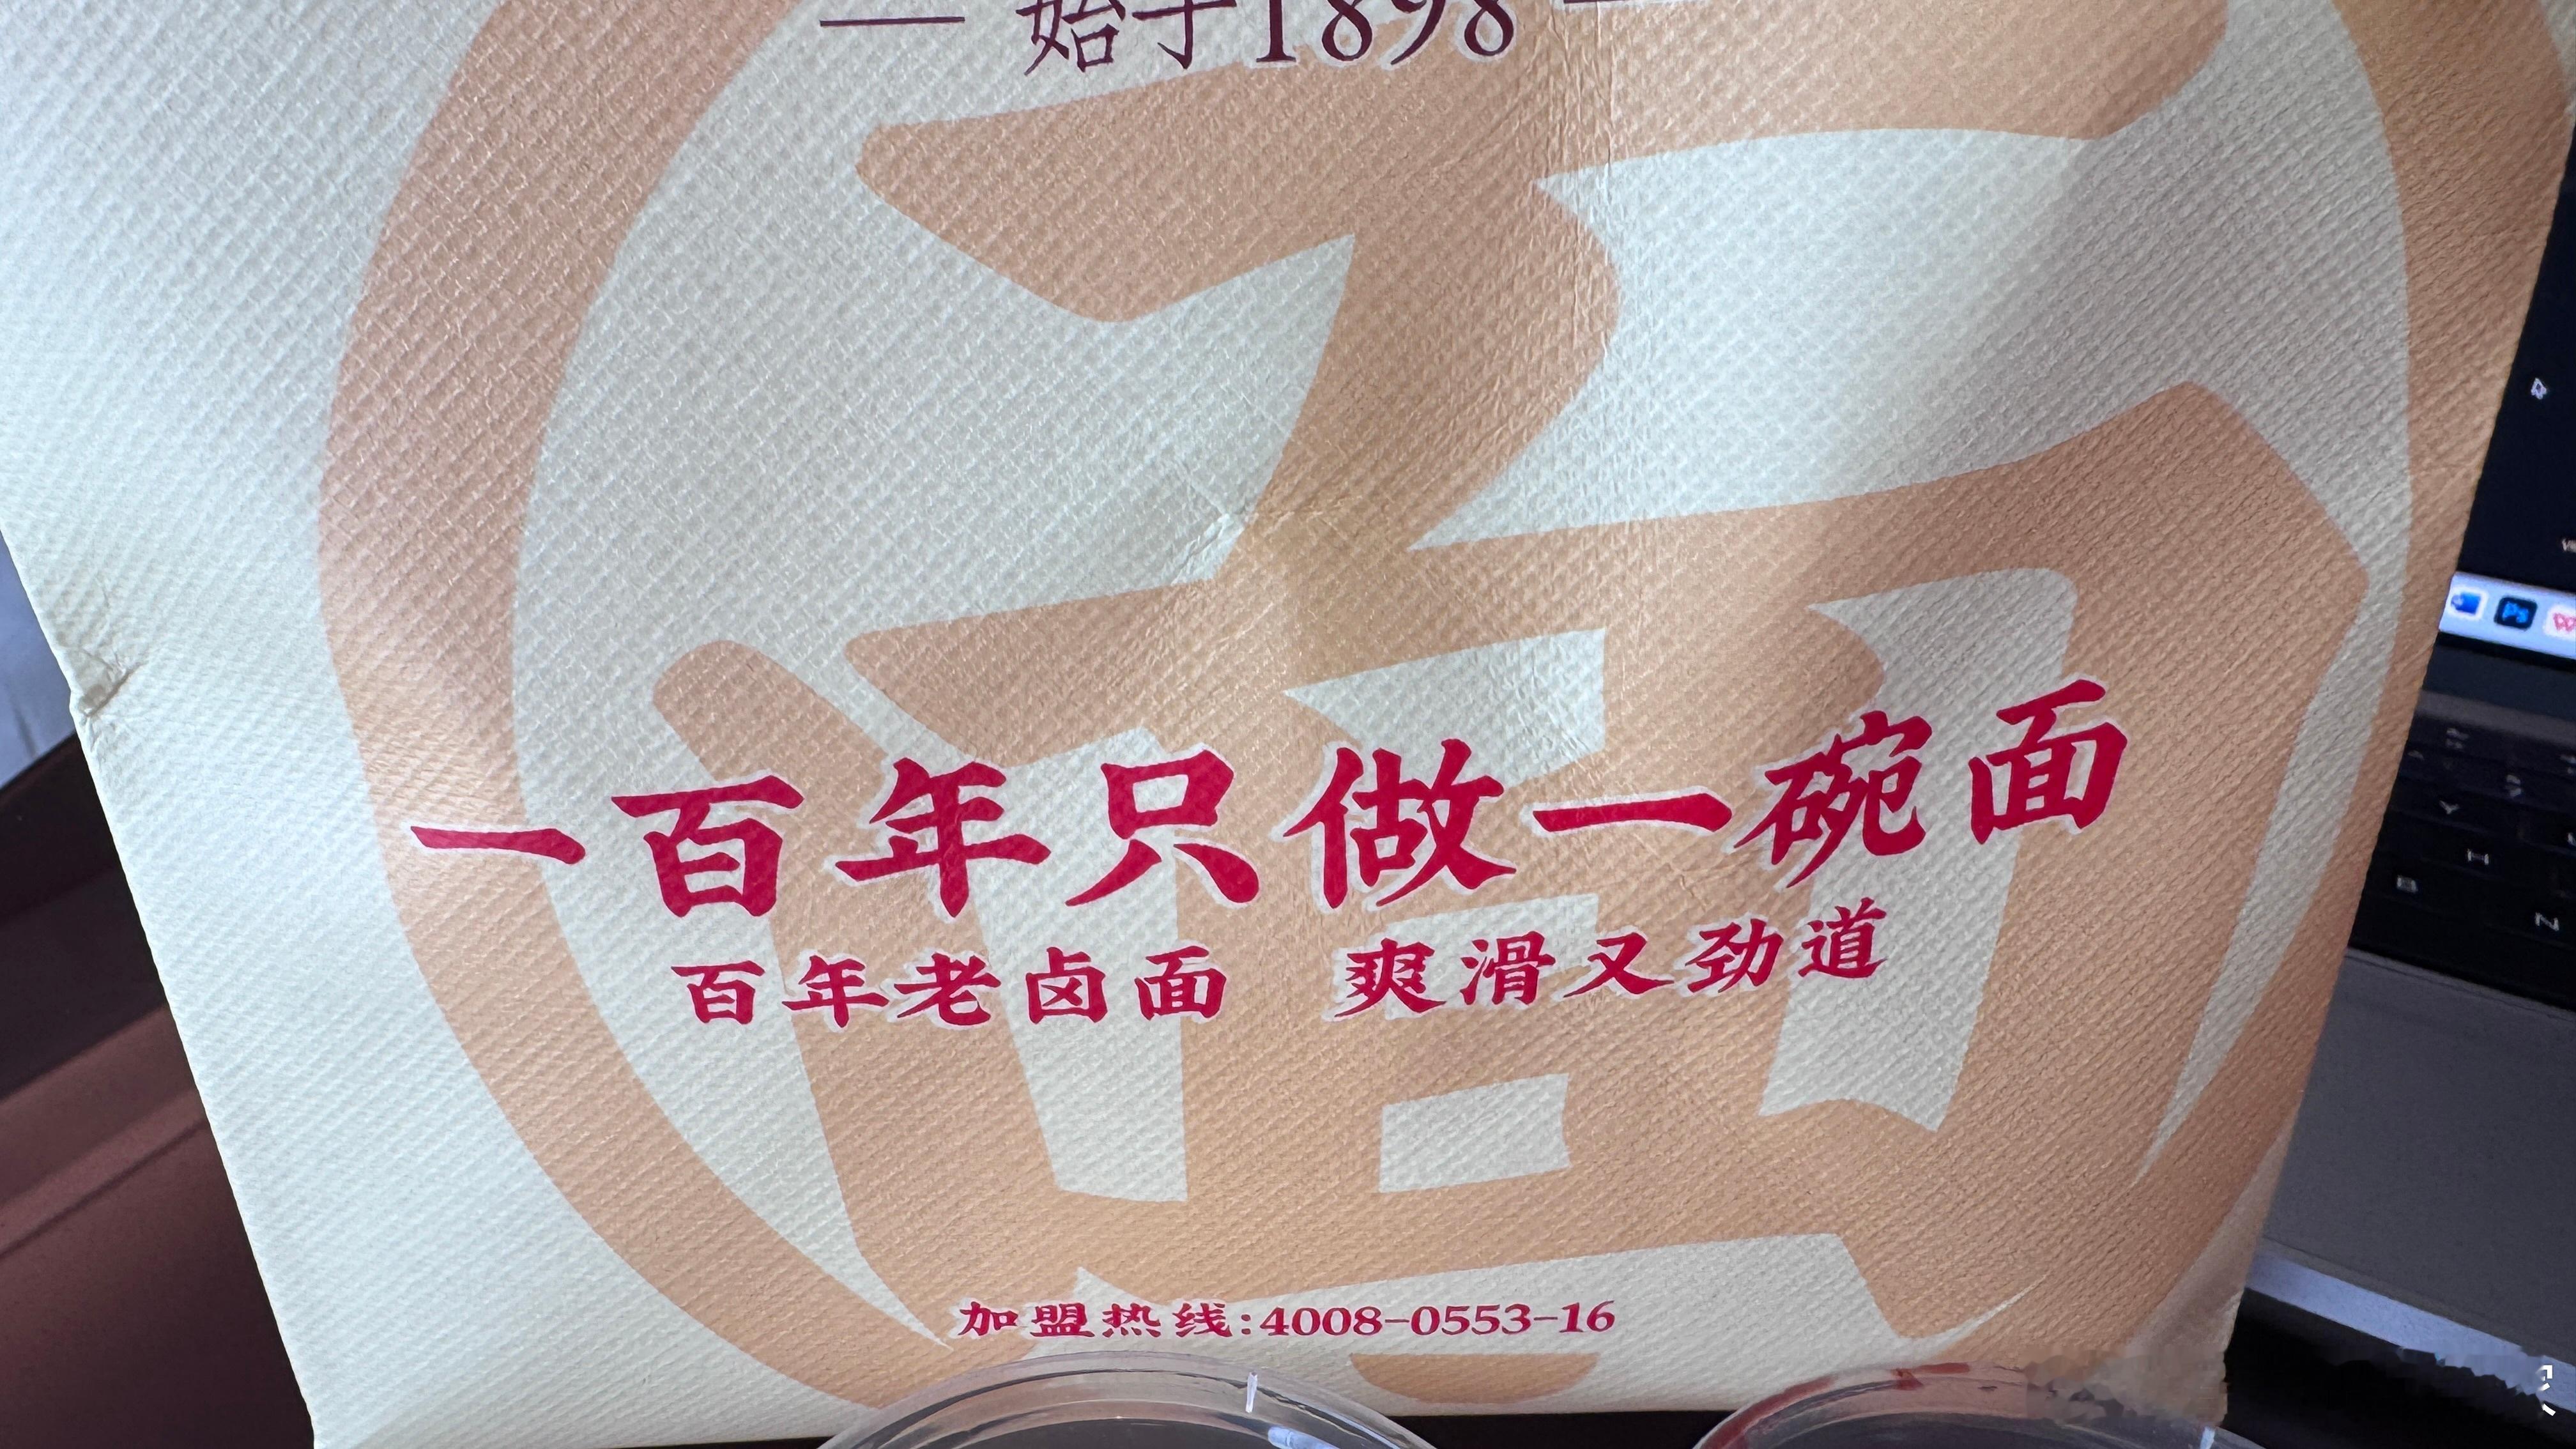 始于1898
一百年只做一碗面
百年老卤面 爽滑又劲道
加盟热线:4008-0553-16
Ps